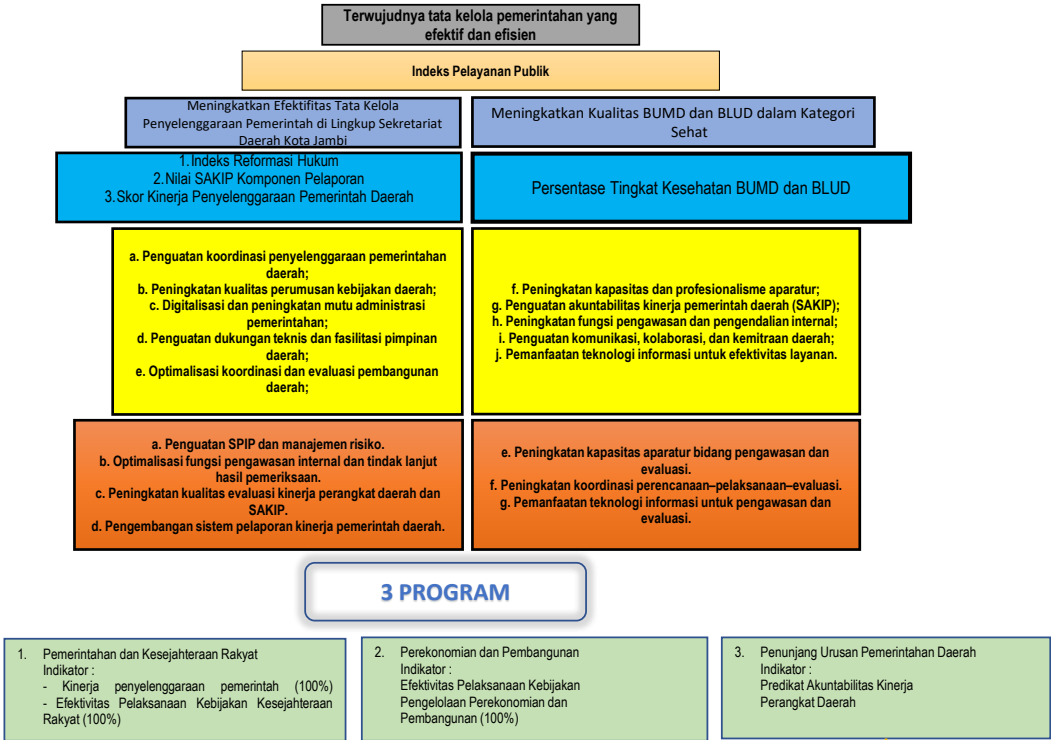 Terwujudnya tata kelola pemerintahan yang
efektif dan efisien
Indeks Pelayanan Publik
Meningkatkan Efektifitas Tata Kelola
Penyelenggaraan Pemerintah di Lingkup Sekretariat
Daerah Kota Jambi
Meningkatkan Kualitas BUMD dan BLUD dalam Kategori
Sehat
1.Indeks Reformasi Hukum
2.Nilai SAKIP Komponen Pelaporan
3.Skor Kinerja Penyelenggaraan Pemerintah Daerah
Persentase Tingkat Kesehatan BUMD dan BLUD
a. Penguatan koordinasi penyelenggaraan pemerintahan
daerah;
b. Peningkatan kualitas perumusan kebijakan daerah;
c. Digitalisasi dan peningkatan mutu administrasi
pemerintahan;
d. Penguatan dukungan teknis dan fasilitasi pimpinan
daerah;
e. Optimalisasi koordinasi dan evaluasi pembangunan
daerah;
f. Peningkatan kapasitas dan profesionalisme aparatur;
g. Penguatan akuntabilitas kinerja pemerintah daerah (SAKIP);
h. Peningkatan fungsi pengawasan dan pengendalian internal;
i. Penguatan komunikasi, kolaborasi, dan kemitraan daerah;
j. Pemanfaatan teknologi informasi untuk efektivitas layanan.
a. Penguatan SPIP dan manajemen risiko.
b. Optimalisasi fungsi pengawasan internal dan tindak lanjut
hasil pemeriksaan.
c. Peningkatan kualitas evaluasi kinerja perangkat daerah dan
SAKIP.
d. Pengembangan sistem pelaporan kinerja pemerintah daerah.
e. Peningkatan kapasitas aparatur bidang pengawasan dan
evaluasi.
f. Peningkatan koordinasi perencanaan–pelaksanaan–evaluasi.
g. Pemanfaatan teknologi informasi untuk pengawasan dan
evaluasi.
3 PROGRAM
1. Pemerintahan dan Kesejahteraan Rakyat
Indikator :
- Kinerja penyelenggaraan pemerintah (100%)
- Efektivitas Pelaksanaan Kebijakan Kesejahteraan
Rakyat (100%)
2. Perekonomian dan Pembangunan
Indikator :
Efektivitas Pelaksanaan Kebijakan
Pengelolaan Perekonomian dan
Pembangunan (100%)
3. Penunjang Urusan Pemerintahan Daerah
Indikator :
Predikat Akuntabilitas Kinerja
Perangkat Daerah